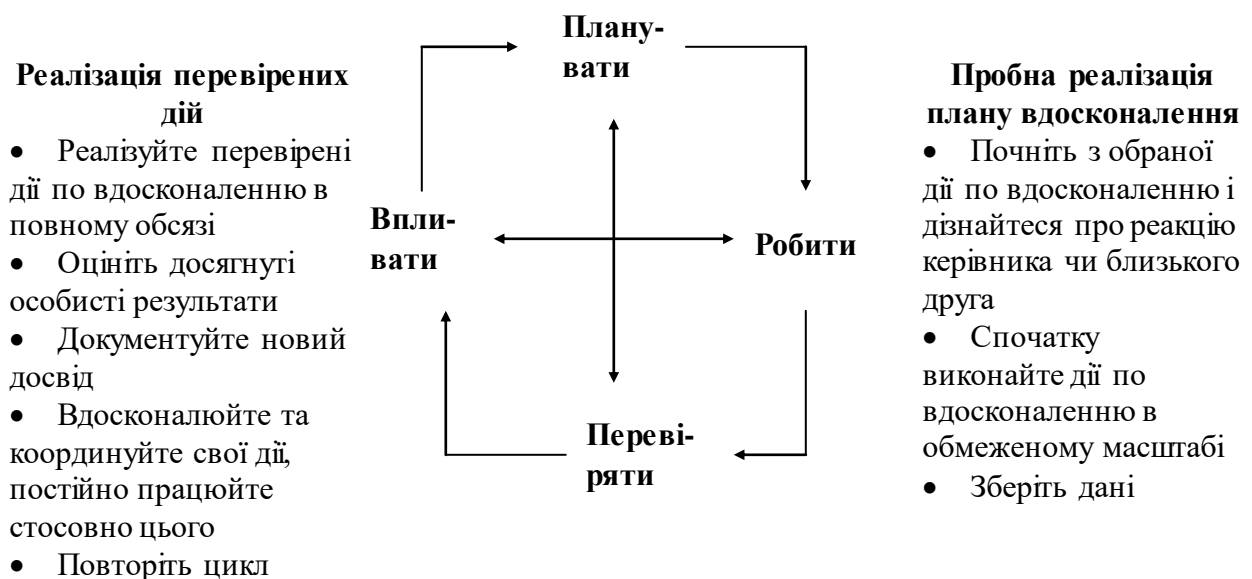 Реалізація перевірених
дій
• Реалізуйте перевірені
дії по вдосконаленню в
повному обсязі
• Оцініть досягнуті
особисті результати
• Документуйте новий
досвід
• Вдосконалюйте та
координуйте свої дії,
постійно працюйте
стосовно цього
• Повторіть цикл
Плану-
вати
Впли-
вати
Робити
Переві-
ряти
Пробна реалізація
плану вдосконалення
• Почніть з обраної
дії по вдосконаленню і
дізнайтеся про реакцію
керівника чи близького
друга
• Спочатку
виконайте дії по
вдосконаленню в
обмеженому масштабі
• Зберіть дані